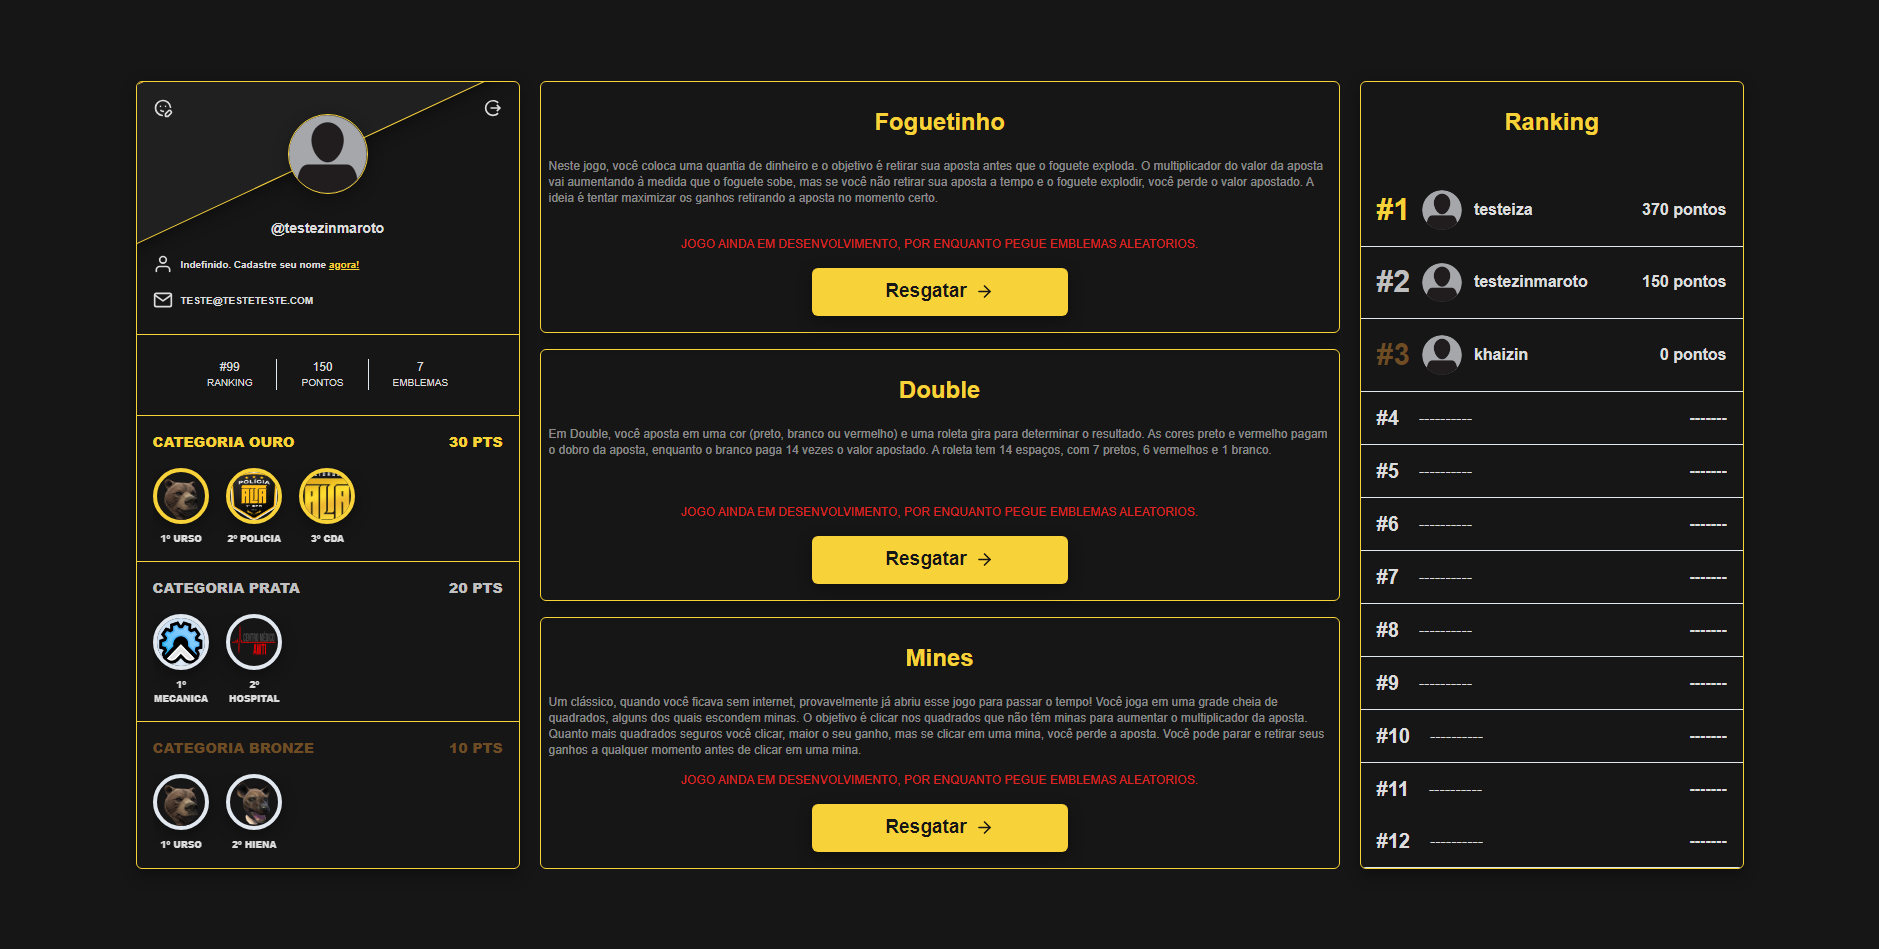 @testezinmaroto
Indefinido. Cadastre seu nome agora!
TESTE@TESTETESTE.COM
#99
RANKING
150
PONTOS
7
EMBLEMAS
CATEGORIA OURO
30 PTS
POLÍCIA
ALTA
ALTA
1º URSO
2º POLICIA
3º CDA
CATEGORIA PRATA
20 PTS
CENTRO MÉDICO
1º
MECANICA
2º
HOSPITAL
CATEGORIA BRONZE
10 PTS
1º URSO
2º HIENA
Foguetinho
Neste jogo, você coloca uma quantia de dinheiro e o objetivo é retirar sua aposta antes que o foguete exploda. O multiplicador do valor da aposta
vai aumentando à medida que o foguete sobe, mas se você não retirar sua aposta a tempo e o foguete explodir, você perde o valor apostado. A
ideia é tentar maximizar os ganhos retirando a aposta no momento certo.
JOGO AINDA EM DESENVOLVIMENTO, POR ENQUANTO PEGUE EMBLEMAS ALEATORIOS.
Resgatar
Double
Em Double, você aposta em uma cor (preto, branco ou vermelho) e uma roleta gira para determinar o resultado. As cores preto e vermelho pagam
o dobro da aposta, enquanto o branco paga 14 vezes o valor apostado. A roleta tem 14 espaços, com 7 pretos, 6 vermelhos e 1 branco.
JOGO AINDA EM DESENVOLVIMENTO, POR ENQUANTO PEGUE EMBLEMAS ALEATORIOS.
Resgatar
Mines
Um clássico, quando você ficava sem internet, provavelmente já abriu esse jogo para passar o tempo! Você joga em uma grade cheia de
quadrados, alguns dos quais escondem minas. O objetivo é clicar nos quadrados que não têm minas para aumentar o multiplicador da aposta.
Quanto mais quadrados seguros você clicar, maior o seu ganho, mas se clicar em uma mina, você perde a aposta. Você pode parar e retirar seus
ganhos a qualquer momento antes de clicar em uma mina.
JOGO AINDA EM DESENVOLVIMENTO, POR ENQUANTO PEGUE EMBLEMAS ALEATORIOS.
Resgatar
Ranking
#1 testeiza 370 pontos
#2 testezinmaroto 150 pontos
#3 khaizin 0 pontos
#4 ---------- -------
#5 ---------- -------
#6 ---------- -------
#7 ---------- -------
#8 ---------- -------
#9 ---------- -------
#10 ---------- -------
#11 ---------- -------
#12 ---------- -------